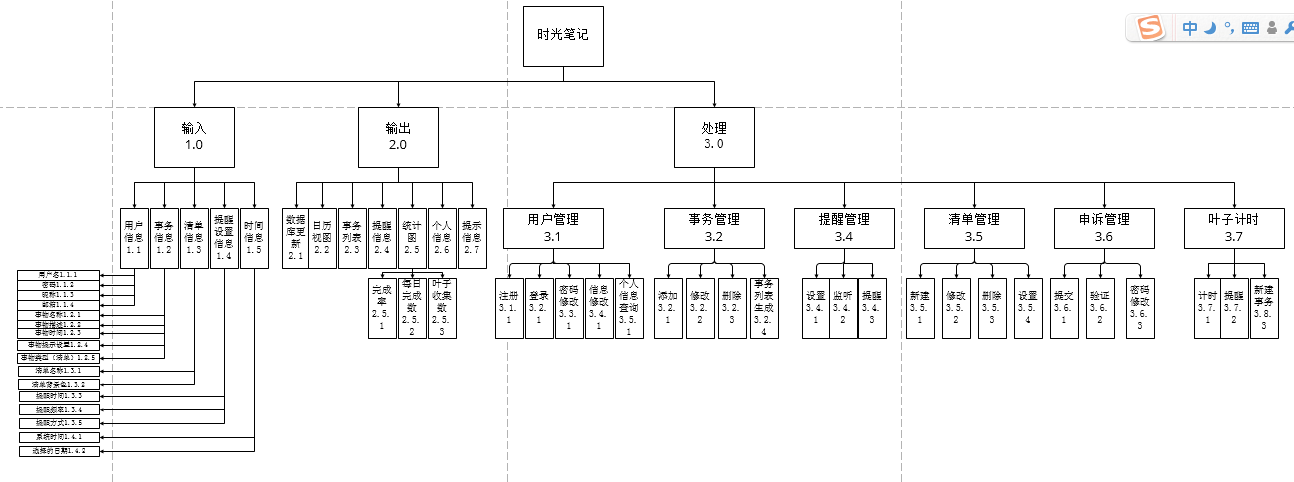 时光笔记
中
输入
1.0
输出
2.0
处理
3.0
用户
信息
1.1
事务
信息
1.2
清单
信息
1.3
提醒
设置
信息
1.4
时间
信息
1.5
数据
库更
新
2.1
日历
视图
2.2
事务
列表
2.3
提醒
信息
2.4
统计
图
2.5
个人
信息
2.6
提示
信息
2.7
用户管理
3.1
事务管理
3.2
提醒管理
3.4
清单管理
3.5
申诉管理
3.6
叶子计时
3.7
用户名1.1.1
密码1.1.2
昵称1.1.3
邮箱1.1.4
事物名称1.2.1
事物描述1.2.2
事物时间1.2.3
事物提示设置1.2.4
事物类型（清单）1.2.5
清单名称1.3.1
清单背景色1.3.2
提醒时间1.3.3
提醒频率1.3.4
提醒方式1.3.5
系统时间1.4.1
选择的日期1.4.2
完成
率
2.5.
1
每日
完成
数
2.5.
2
叶子
收集
数
2.5.
3
注册
3.1.
1
登录
3.2.
1
密码
修改
3.3.
1
信息
修改
3.4.
1
个人
信息
查询
3.5.
1
添加
3.2.
1
修改
3.2.
2
删除
3.2.
3
事务
列表
生成
3.2.
4
设置
3.4.
1
监听
3.4.
2
提醒
3.4.
3
新建
3.5.
1
修改
3.5.
2
删除
3.5.
3
设置
3.5.
4
提交
3.6.
1
验证
3.6.
2
密码
修改
3.6.
3
计时
3.7.
1
提醒
3.7.
2
新建
事务
3.8.
3